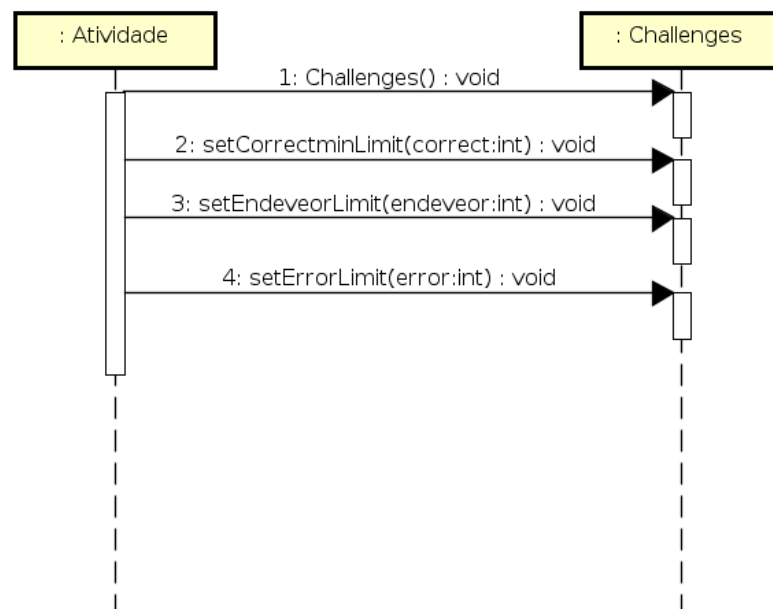 : Atividade
: Challenges
1: Challenges() : void
2: setCorrectminLimit(correct:int) : void
3: setEndeveorLimit(endeveor:int) : void
4: setErrorLimit(error:int) : void